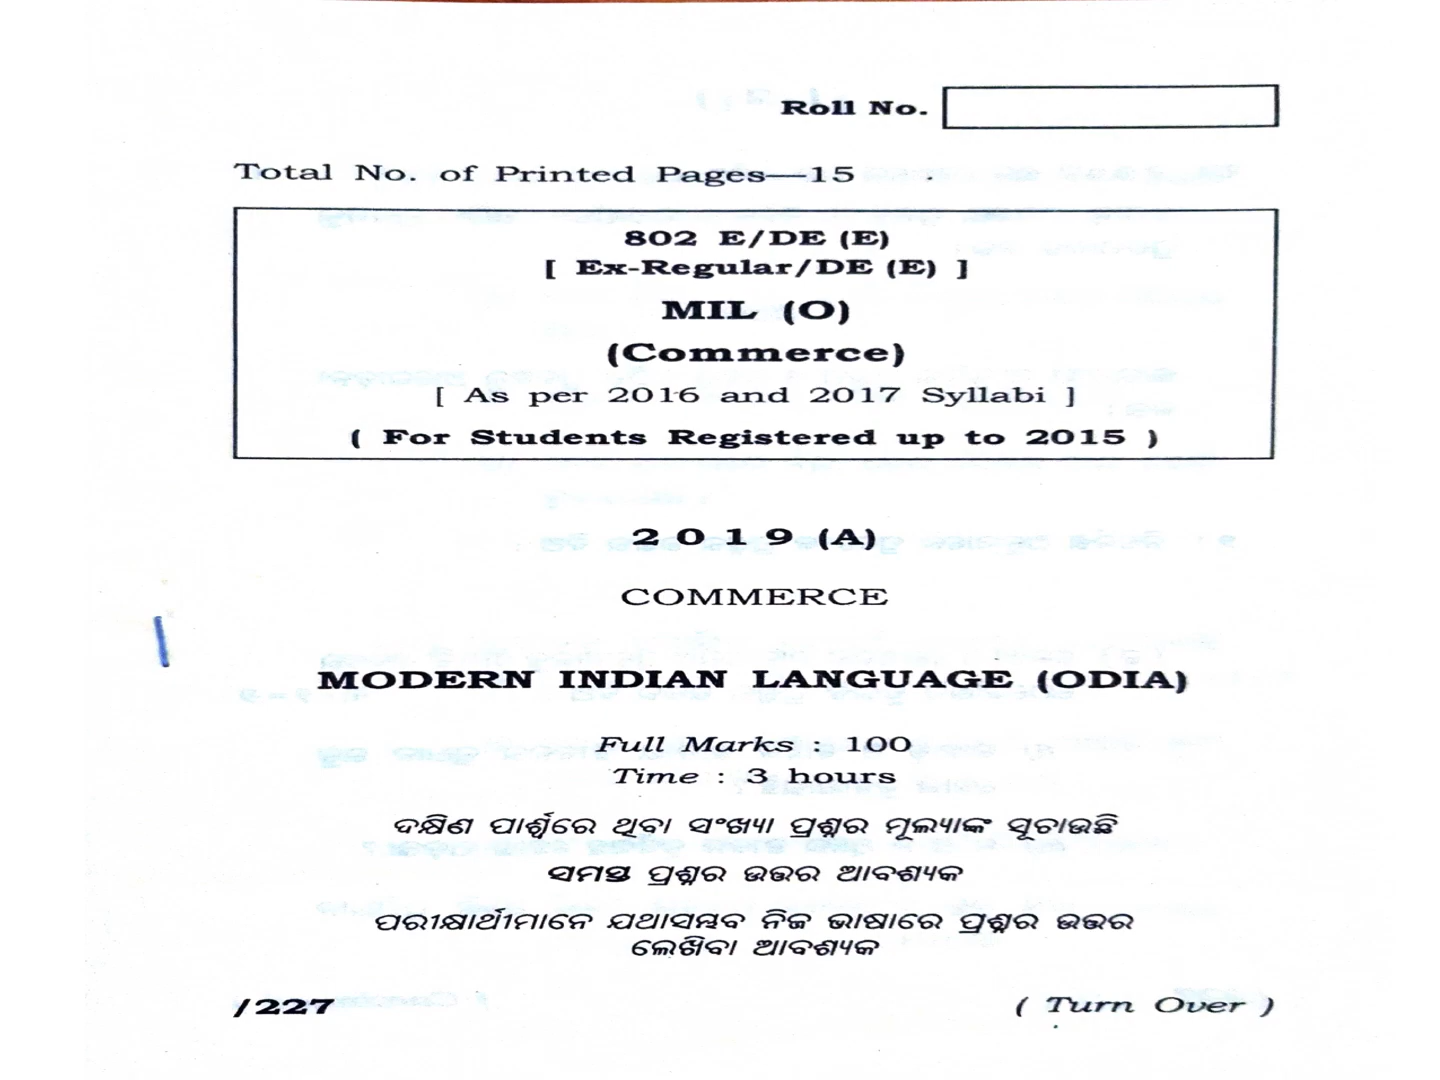 Roll No.
Total No. of Printed Pages—15
802 E/DE (E)
[ Ex-Regular/DE (E) ]
MIL (O)
(Commerce)
[ As per 2016 and 2017 Syllabi ]
( For Students Registered up to 2015 )
2019 (A)
COMMERCE
MODERN INDIAN LANGUAGE (ODIA)
Full Marks : 100
Time : 3 hours
ଦକ୍ଷିଣ ପାର୍ଶ୍ଵରେ ଥିବା ସଂଖ୍ୟା ପ୍ରଶ୍ନର ମୂଲ୍ୟାଙ୍କ ସୂଚାଉଛି
ସମସ୍ତ ପ୍ରଶ୍ନର ଉତ୍ତର ଆବଶ୍ୟକ
ପରୀକ୍ଷାର୍ଥୀମାନେ ଯଥାସମ୍ଭବ ନିଜ ଭାଷାରେ ପ୍ରଶ୍ନର ଉତ୍ତର
ଲେଖିବା ଆବଶ୍ୟକ
/227
( Turn Over )